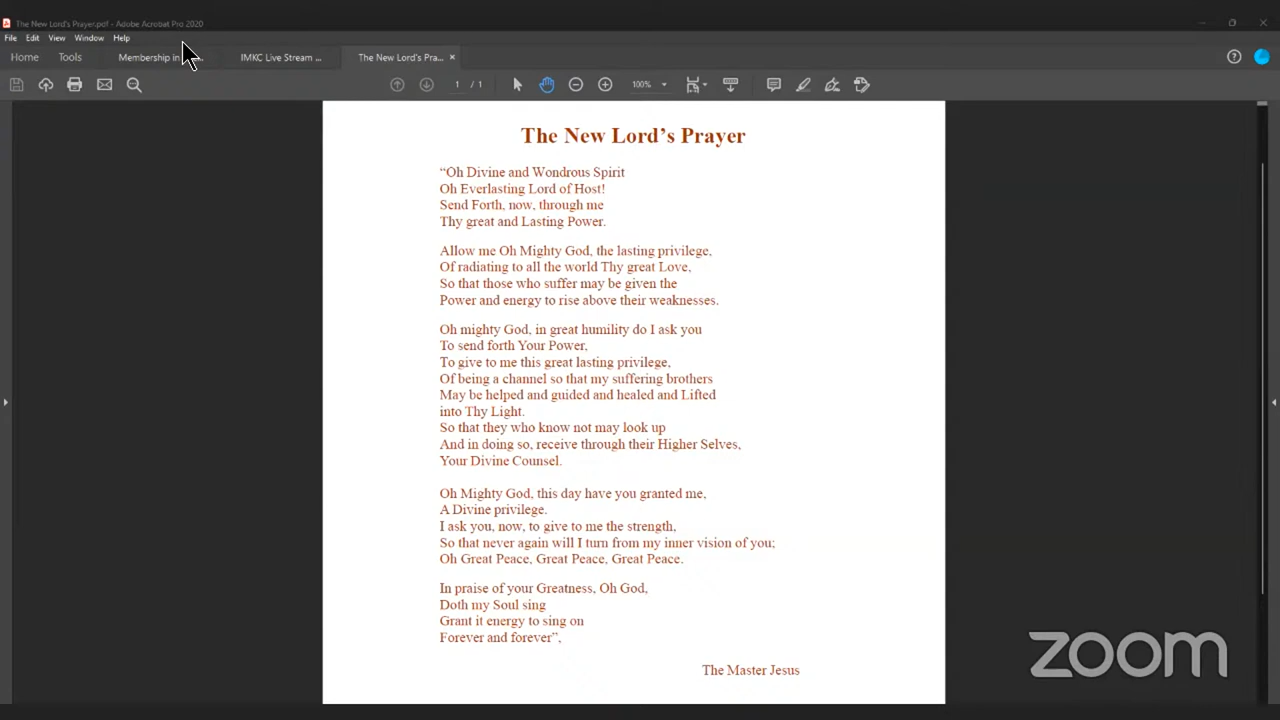 The New Lord's Prayer.pdf - Adobe Acrobat Pro 2020
File Edit View Window Help
Home Tools Membership in IMKC Live Stream ... The New Lord's Pra...
1 / 1 100%
The New Lord’s Prayer
“Oh Divine and Wondrous Spirit
Oh Everlasting Lord of Host!
Send Forth, now, through me
Thy great and Lasting Power.
Allow me Oh Mighty God, the lasting privilege,
Of radiating to all the world Thy great Love,
So that those who suffer may be given the
Power and energy to rise above their weaknesses.
Oh mighty God, in great humility do I ask you
To send forth Your Power,
To give to me this great lasting privilege,
Of being a channel so that my suffering brothers
May be helped and guided and healed and Lifted
into Thy Light.
So that they who know not may look up
And in doing so, receive through their Higher Selves,
Your Divine Counsel.
Oh Mighty God, this day have you granted me,
A Divine privilege.
I ask you, now, to give to me the strength,
So that never again will I turn from my inner vision of you;
Oh Great Peace, Great Peace, Great Peace.
In praise of your Greatness, Oh God,
Doth my Soul sing
Grant it energy to sing on
Forever and forever”,
The Master Jesus
zoom